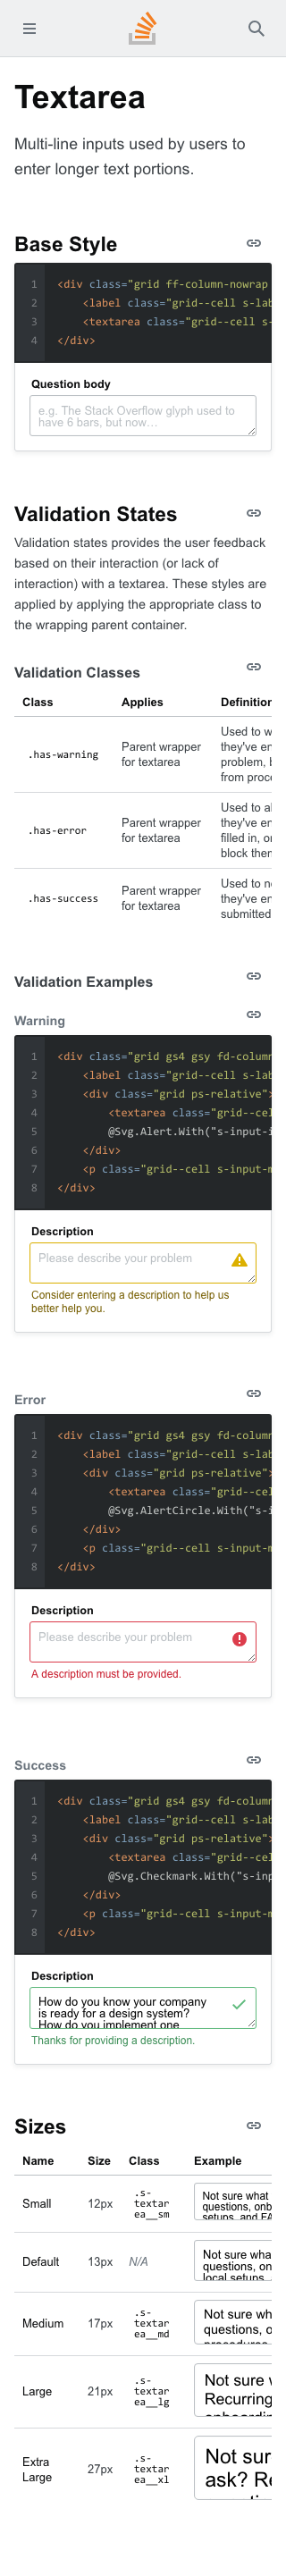 Textarea
Multi-line inputs used by users to
enter longer text portions.
Base Style
1 <div class="grid ff-column-nowrap
2 <label class="grid--cell s-lab
3 <textarea class="grid--cell s-
4 </div>
Question body
e.g. The Stack Overflow glyph used to
have 6 bars, but now…
Validation States
Validation states provides the user feedback
based on their interaction (or lack of
interaction) with a textarea. These styles are
applied by applying the appropriate class to
the wrapping parent container.
Validation Classes
Class Applies Definition
.has-warning Parent wrapper for textarea
Used to w
they've en
problem, b
from proc
.has-error Parent wrapper for textarea
Used to al
they've en
filled in, or
block then
.has-success Parent wrapper for textarea
Used to no
they've en
submitted
Validation Examples
Warning
1 <div class="grid gs4 gsy fd-column
2 <label class="grid--cell s-lab
3 <div class="grid ps-relative">
4 <textarea class="grid--cel
5 @Svg.Alert.With("s-input-i
6 </div>
7 <p class="grid--cell s-input-m
8 </div>
Description
Please describe your problem
Consider entering a description to help us
better help you.
Error
1 <div class="grid gs4 gsy fd-column
2 <label class="grid--cell s-lab
3 <div class="grid ps-relative">
4 <textarea class="grid--cel
5 @Svg.AlertCircle.With("s-i
6 </div>
7 <p class="grid--cell s-input-m
8 </div>
Description
Please describe your problem
A description must be provided.
Success
1 <div class="grid gs4 gsy fd-column
2 <label class="grid--cell s-lab
3 <div class="grid ps-relative">
4 <textarea class="grid--cel
5 @Svg.Checkmark.With("s-inp
6 </div>
7 <p class="grid--cell s-input-m
8 </div>
Description
How do you know your company
is ready for a design system?
How do you implement one
Thanks for providing a description.
Sizes
Name Size Class Example
Small 12px .s-textarea__sm
Not sure what
questions, onb
setups, and FA
Default 13px N/A
Not sure wha
questions, on
local setups
Medium 17px .s-textarea__md
Not sure wh
questions, o
procedures
Large 21px .s-textarea__lg
Not sure w
Recurring
onboardin
Extra Large 27px .s-textarea__xl
Not sur
ask? Re